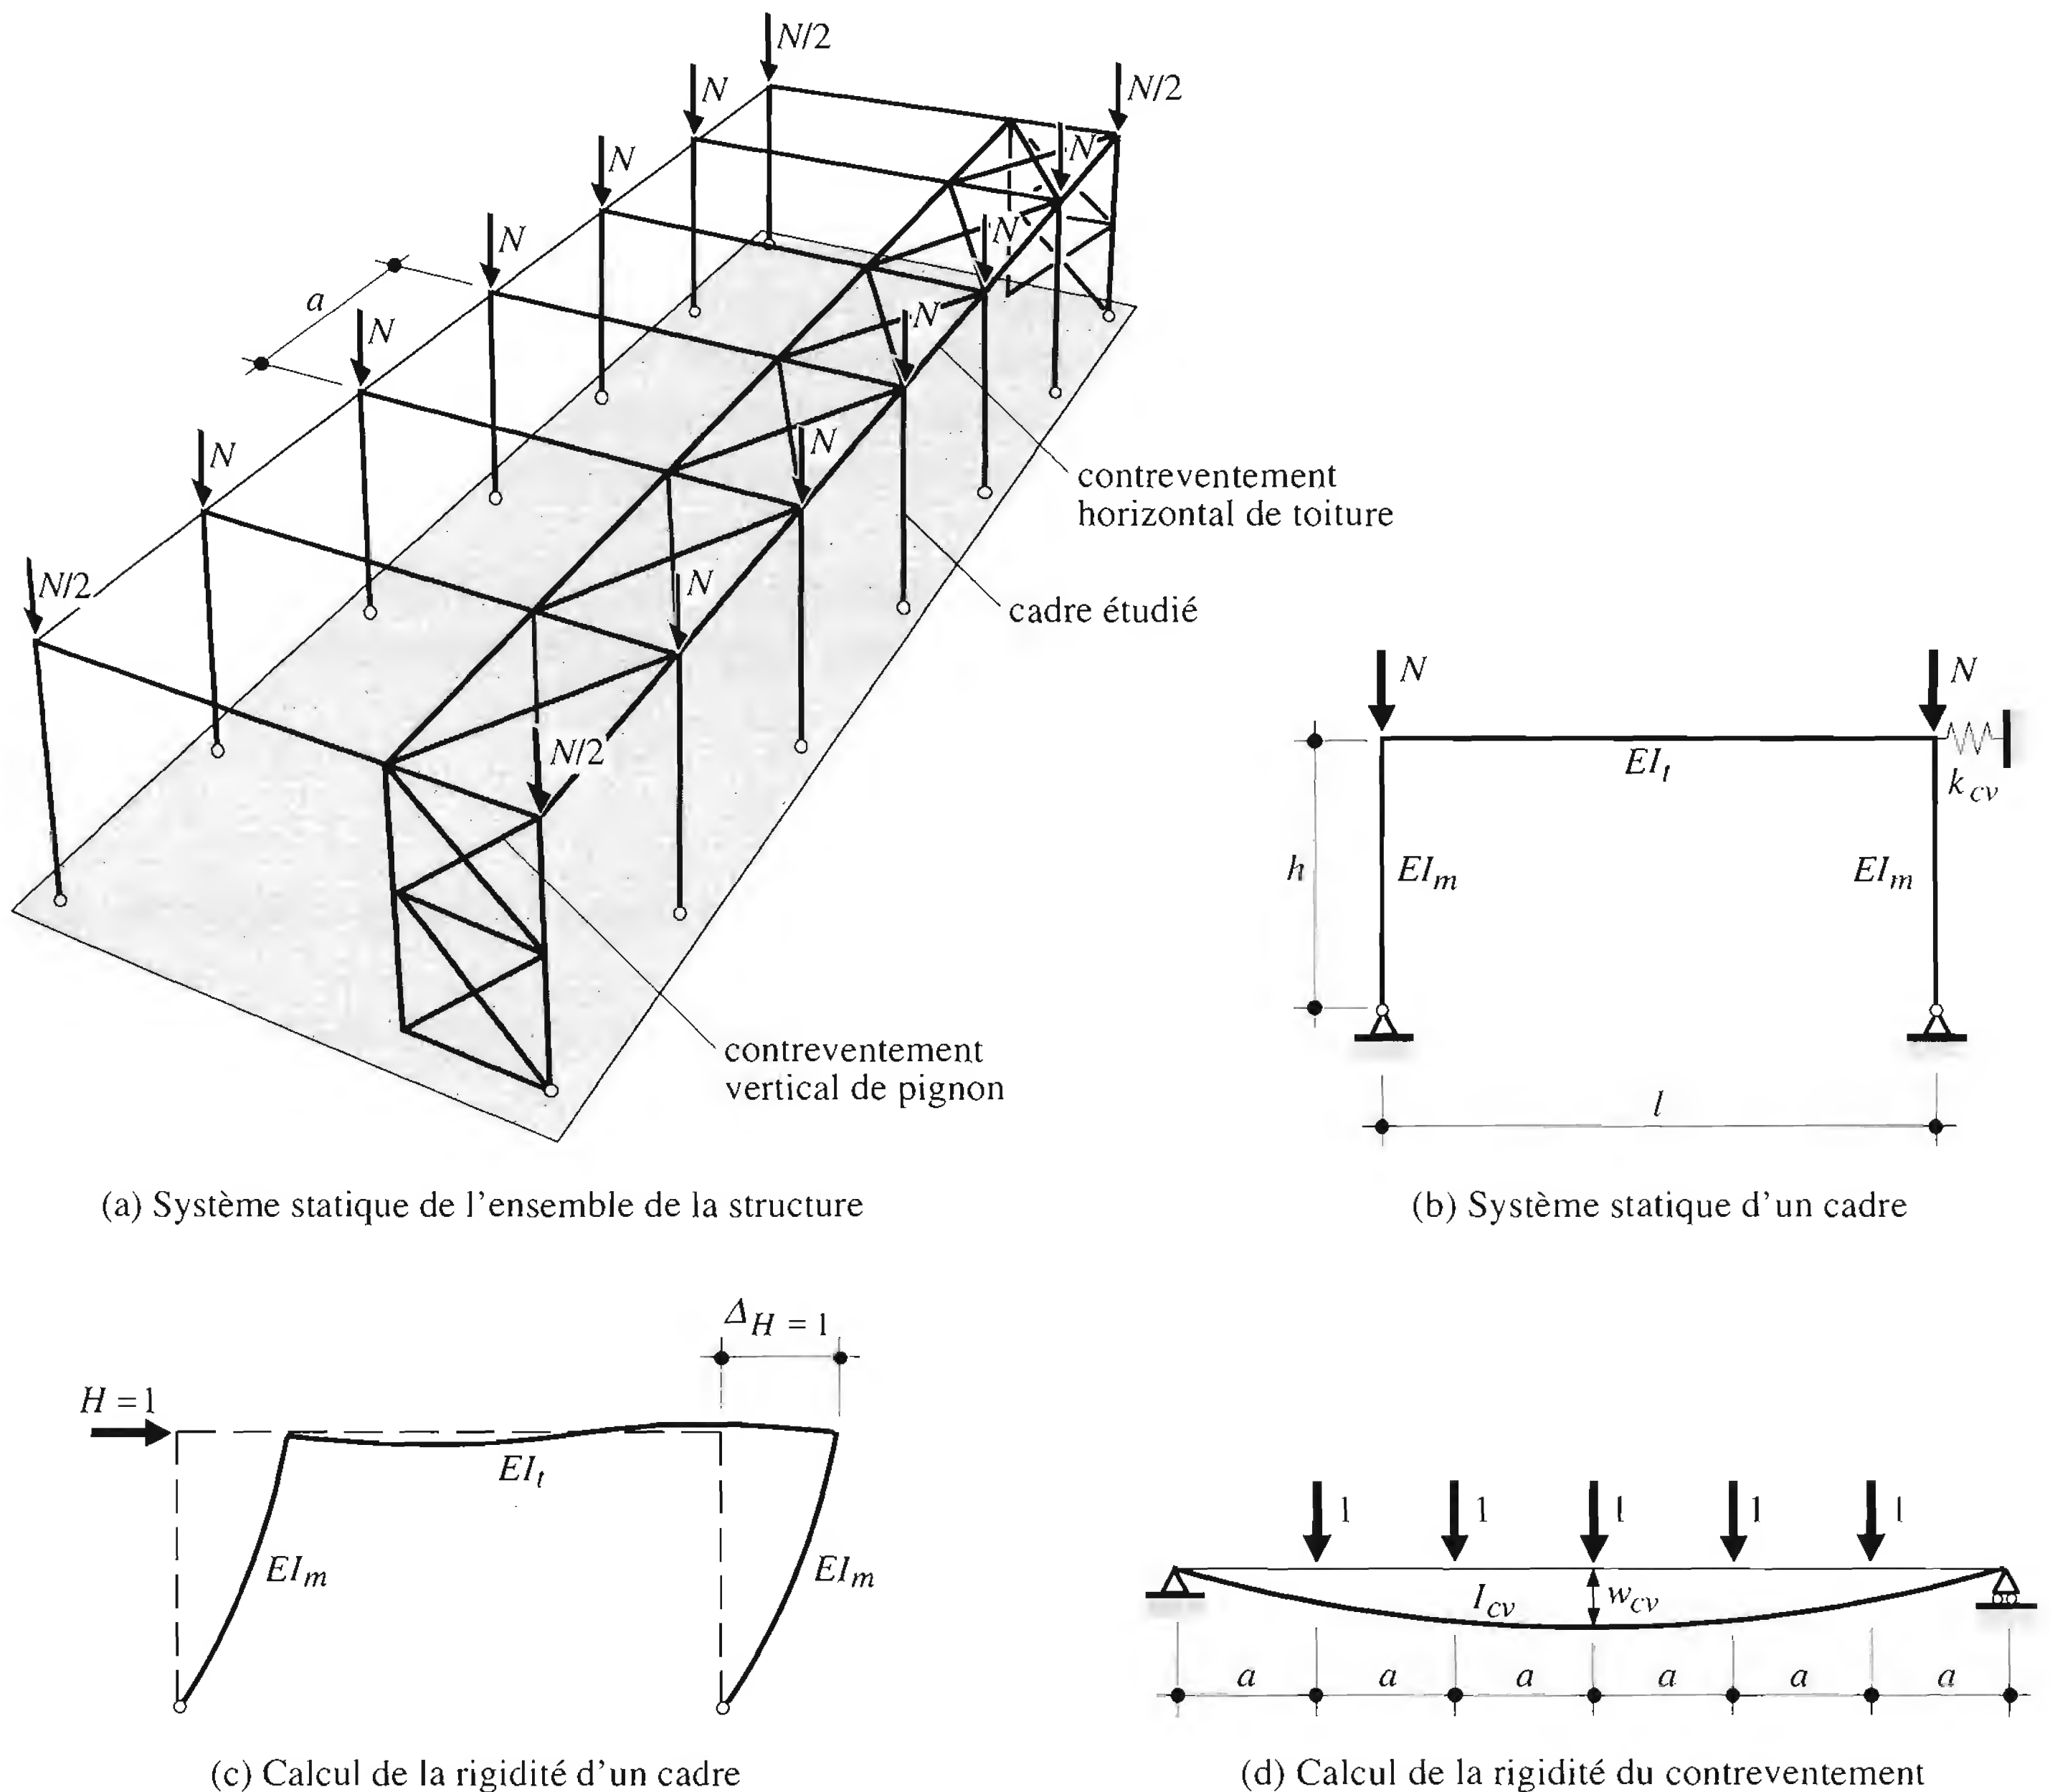 N/2
N
N/2
N
N
N
N
N
a
N
N
N
N
contreventement
horizontal de toiture
N
N/2
N
cadre étudié
N
N
EI_t
k_cv
N/2
h
EI_m
EI_m
contreventement
vertical de pignon
l
(a) Système statique de l'ensemble de la structure
(b) Système statique d'un cadre
Δ_H = 1
H = 1
EI_t
1
1
1
1
1
EI_m
EI_m
I_cv
w_cv
a
a
a
a
a
a
(c) Calcul de la rigidité d'un cadre
(d) Calcul de la rigidité du contreventement